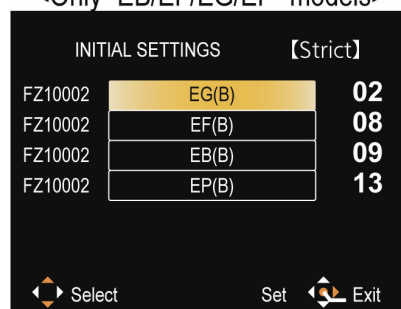 <Only EB/EF/EG/EP models>
INITIAL SETTINGS 【Strict】
FZ10002 EG(B) 02
FZ10002 EF(B) 08
FZ10002 EB(B) 09
FZ10002 EP(B) 13
Select Set Exit